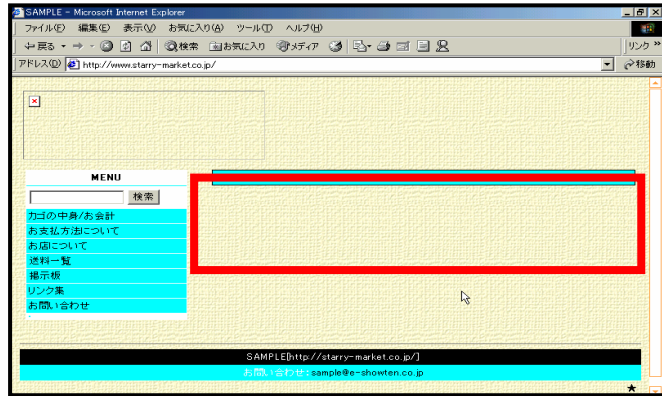 SAMPLE - Microsoft Internet Explorer
ファイル(F) 編集(E) 表示(V) お気に入り(A) ツール(T) ヘルプ(H)
戻る 検索 お気に入り メディア リンク »
アドレス(D) http://www.starry-market.co.jp/ 移動
MENU
検索
カゴの中身/お会計
お支払方法について
お店について
送料一覧
掲示板
リンク集
お問い合わせ
SAMPLE[http://starry-market.co.jp/]
お問い合わせ:sample@e-showten.co.jp
★